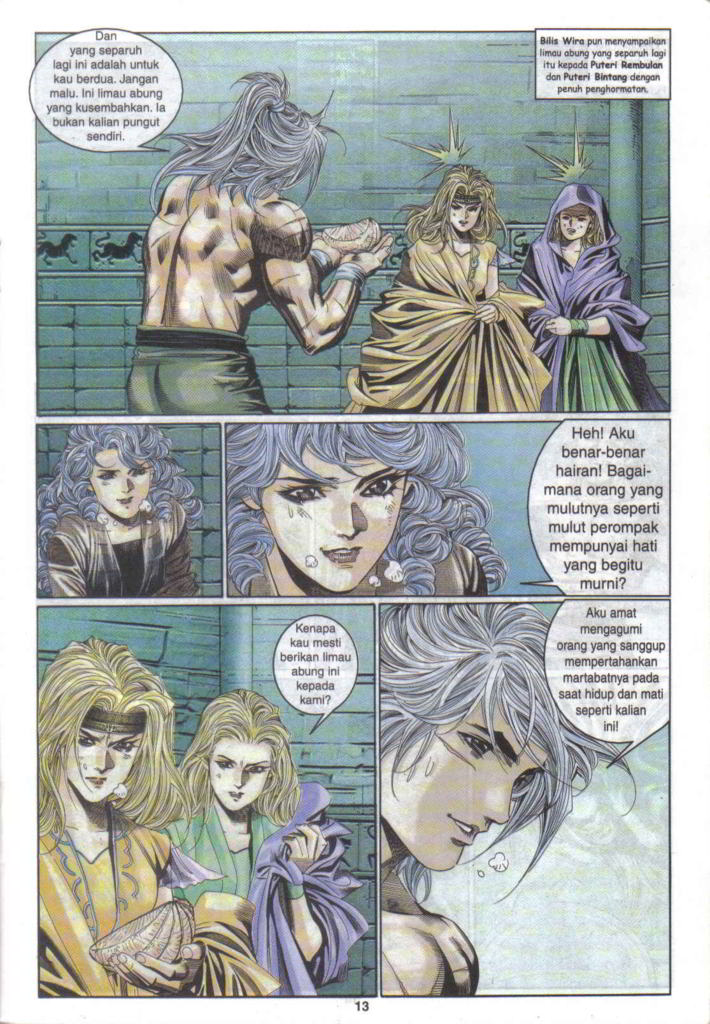 Dan
yang separuh
lagi ini adalah untuk
kau berdua. Jangan
malu. Ini limau abung
yang kusembahkan. Ia
bukan kalian pungut
sendiri.
Bilis Wira pun menyampaikan
limau abung yang separuh lagi
itu kepada Puteri Rembulan
dan Puteri Bintang dengan
penuh penghormatan.
Heh! Aku
benar-benar
hairan! Bagai-
mana orang yang
mulutnya seperti
mulut perompak
mempunyai hati
yang begitu
murni?
Kenapa
kau mesti
berikan limau
abung ini
kepada
kami?
Aku amat
mengagumi
orang yang sanggup
mempertahankan
martabatnya pada
saat hidup dan mati
seperti kalian
ini!
13